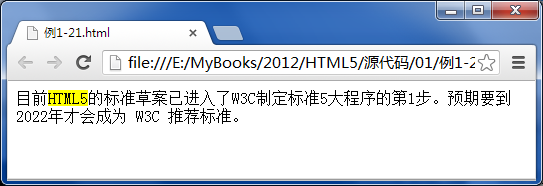 例1-21.html
file:///E:/MyBooks/2012/HTML5/源代码/01/例1-2
目前HTML5的标准草案已进入了W3C制定标准5大程序的第1步。预期要到
2022年才会成为 W3C 推荐标准。